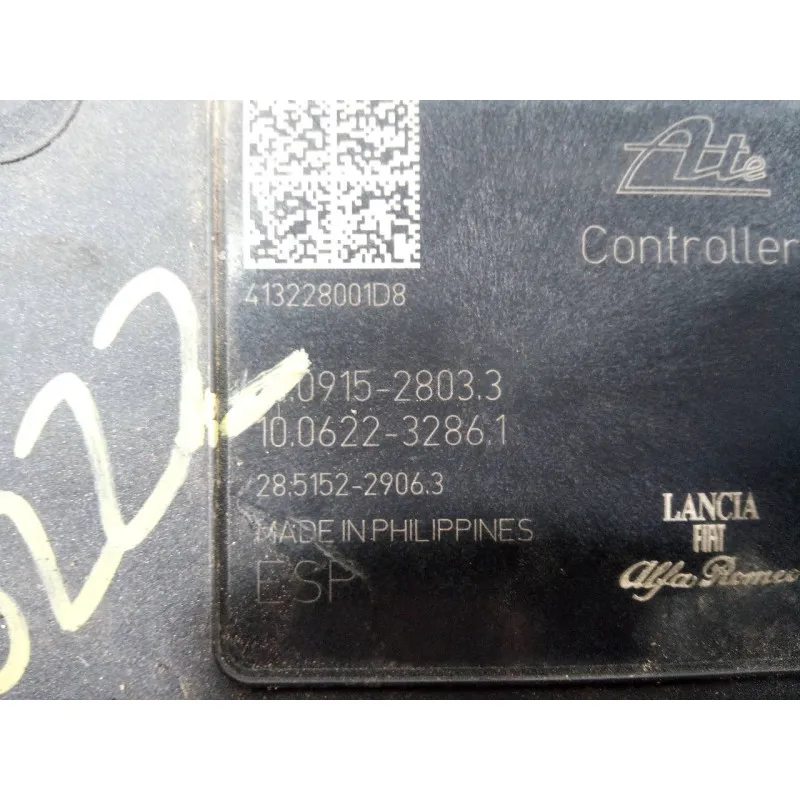 Ate
Controller
413228001D8
.0915-2803.3
10.0622-3286.1
28.5152-2906.3
MADE IN PHILIPPINES
ESP
LANCIA
FIAT
Alfa Romeo
22